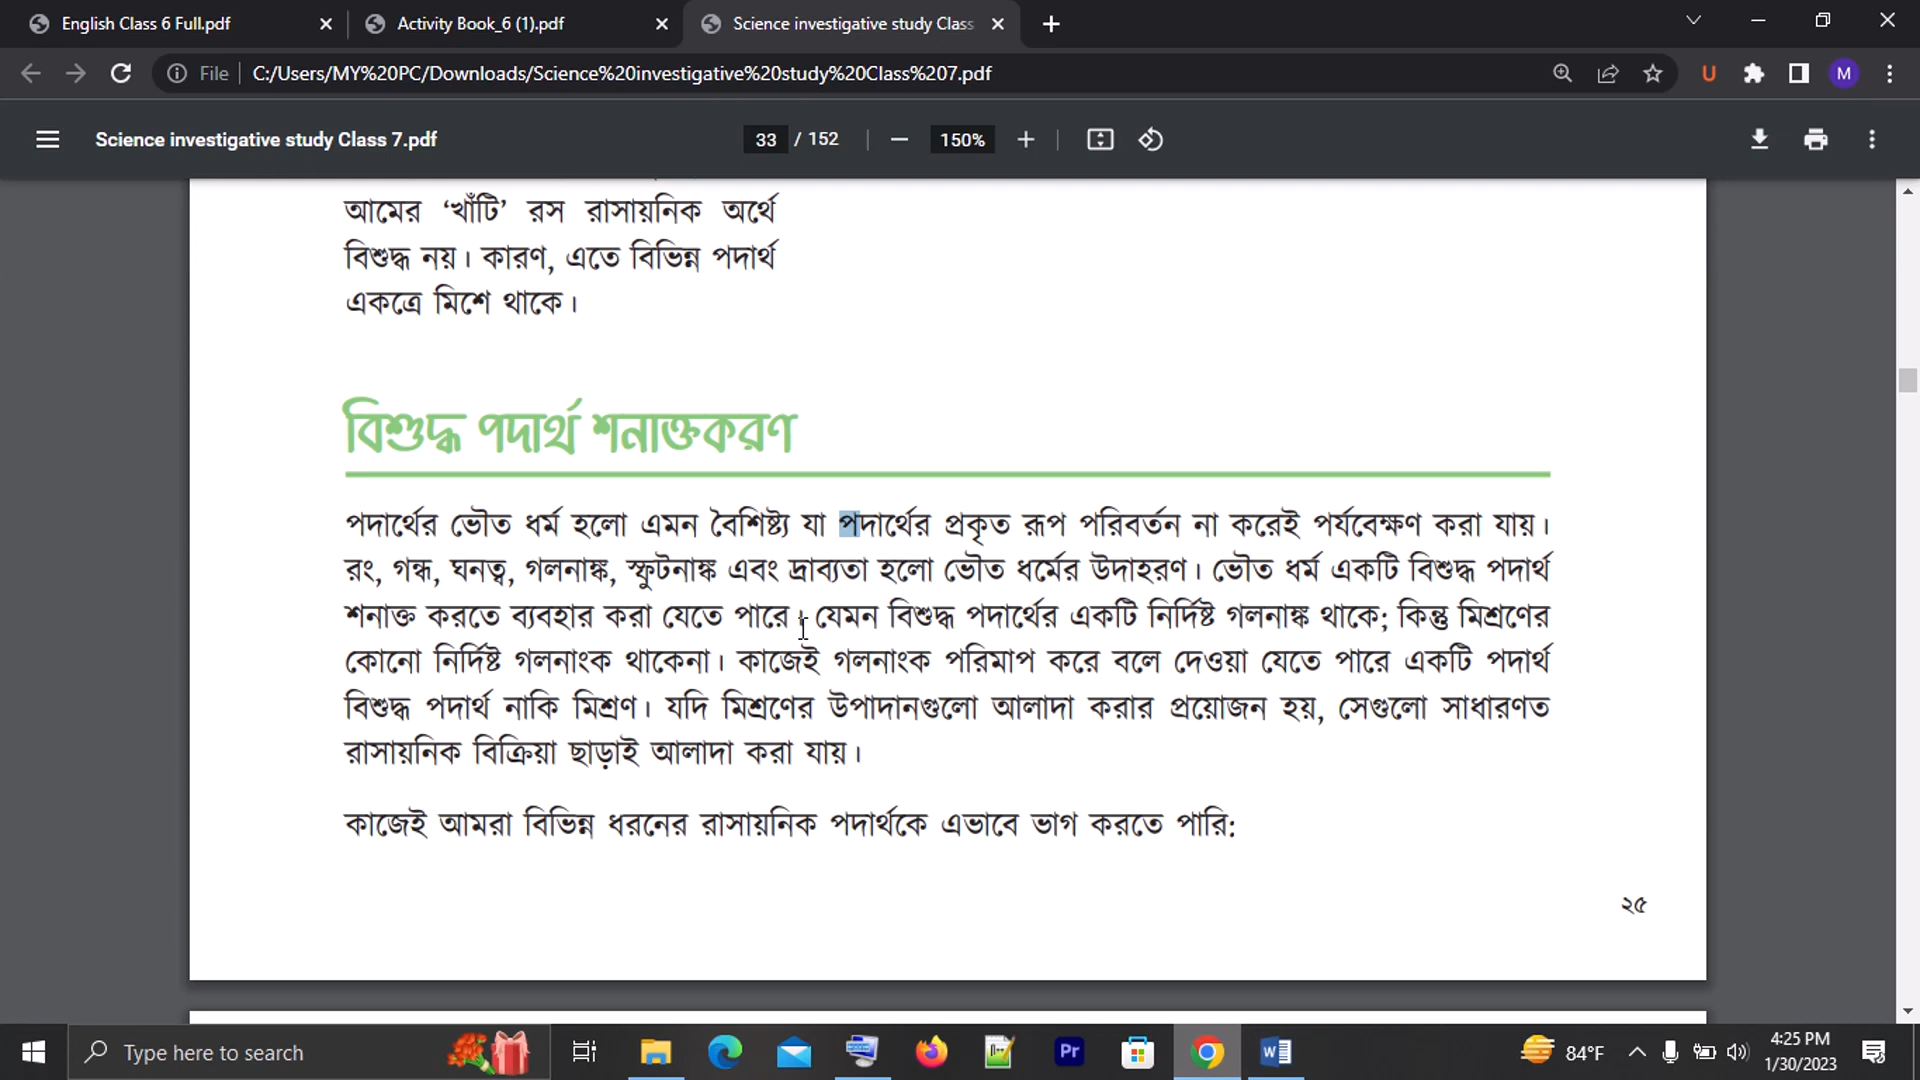 English Class 6 Full.pdf
Activity Book_6 (1).pdf
Science investigative study Class
File
C:/Users/MY%20PC/Downloads/Science%20investigative%20study%20Class%207.pdf
U
M
Science investigative study Class 7.pdf
33 / 152
150%
আমের ‘খাঁটি’ রস রাসায়নিক অর্থে
বিশুদ্ধ নয়। কারণ, এতে বিভিন্ন পদার্থ
একত্রে মিশে থাকে।
বিশুদ্ধ পদার্থ শনাক্তকরণ
পদার্থের ভৌত ধর্ম হলো এমন বৈশিষ্ট্য যা পদার্থের প্রকৃত রূপ পরিবর্তন না করেই পর্যবেক্ষণ করা যায়।
রং, গন্ধ, ঘনত্ব, গলনাঙ্ক, স্ফুটনাঙ্ক এবং দ্রাব্যতা হলো ভৌত ধর্মের উদাহরণ। ভৌত ধর্ম একটি বিশুদ্ধ পদার্থ
শনাক্ত করতে ব্যবহার করা যেতে পারে। যেমন বিশুদ্ধ পদার্থের একটি নির্দিষ্ট গলনাঙ্ক থাকে; কিন্তু মিশ্রণের
কোনো নির্দিষ্ট গলনাংক থাকেনা। কাজেই গলনাংক পরিমাপ করে বলে দেওয়া যেতে পারে একটি পদার্থ
বিশুদ্ধ পদার্থ নাকি মিশ্রণ। যদি মিশ্রণের উপাদানগুলো আলাদা করার প্রয়োজন হয়, সেগুলো সাধারণত
রাসায়নিক বিক্রিয়া ছাড়াই আলাদা করা যায়।
কাজেই আমরা বিভিন্ন ধরনের রাসায়নিক পদার্থকে এভাবে ভাগ করতে পারি:
২৫
Type here to search
Pr
84°F
4:25 PM
1/30/2023